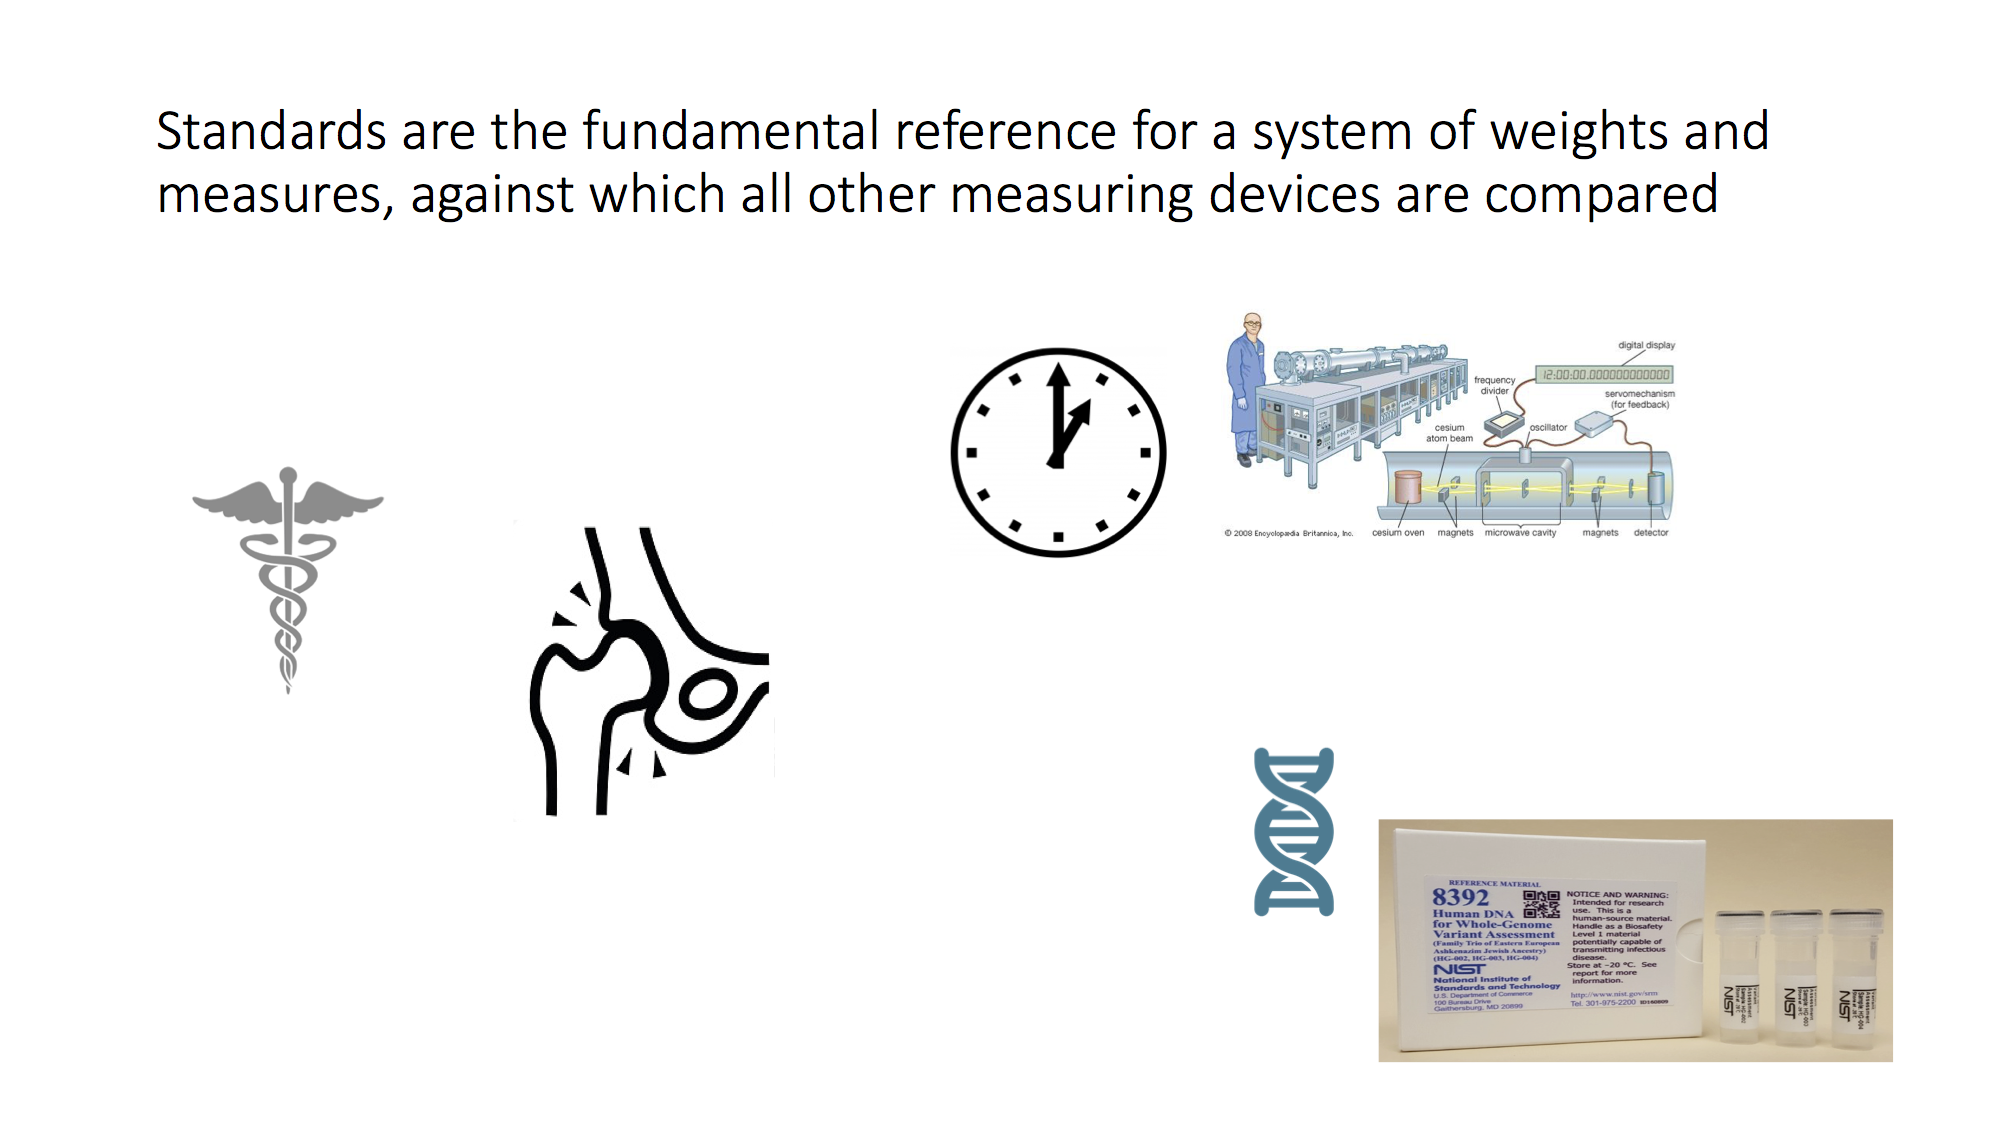 Standards are the fundamental reference for a system of weights and
measures, against which all other measuring devices are compared
digital display
12:00:00.000000000000
frequency
divider
servomechanism
(for feedback)
cesium
atom beam
oscillator
cesium oven
magnets
microwave cavity
magnets
detector
© 2008 Encyclopædia Britannica, Inc.
REFERENCE MATERIAL
8392
Human DNA
for Whole-Genome
Variant Assessment
(Family Trio of Eastern European
Ashkenazim Jewish Ancestry)
(HG-002, HG-003, HG-004)
NIST
National Institute of
Standards and Technology
U.S. Department of Commerce
100 Bureau Drive
Gaithersburg, MD 20899
NOTICE AND WARNING:
Intended for research
use. This is a
human-source material.
Handle as a Biosafety
Level 1 material
potentially capable of
transmitting infectious
disease.
Store at -20 °C. See
report for more
information.
http://www.nist.gov/srm
Tel. 301-975-2200
NIST
NIST
NIST